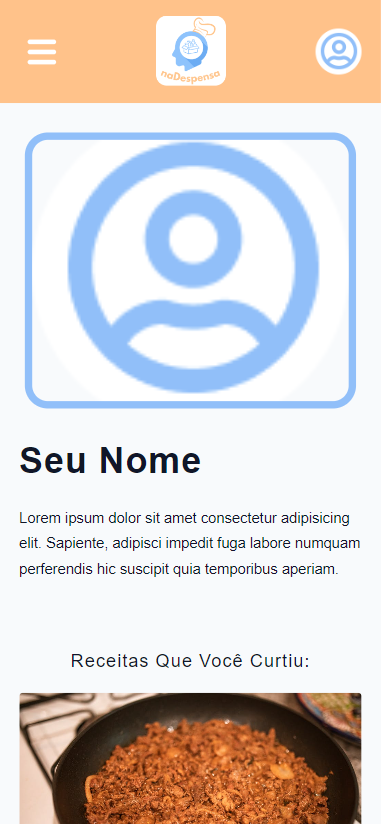 naDespensa
Seu Nome
Lorem ipsum dolor sit amet consectetur adipisicing
elit. Sapiente, adipisci impedit fuga labore numquam
perferendis hic suscipit quia temporibus aperiam.
Receitas Que Você Curtiu: